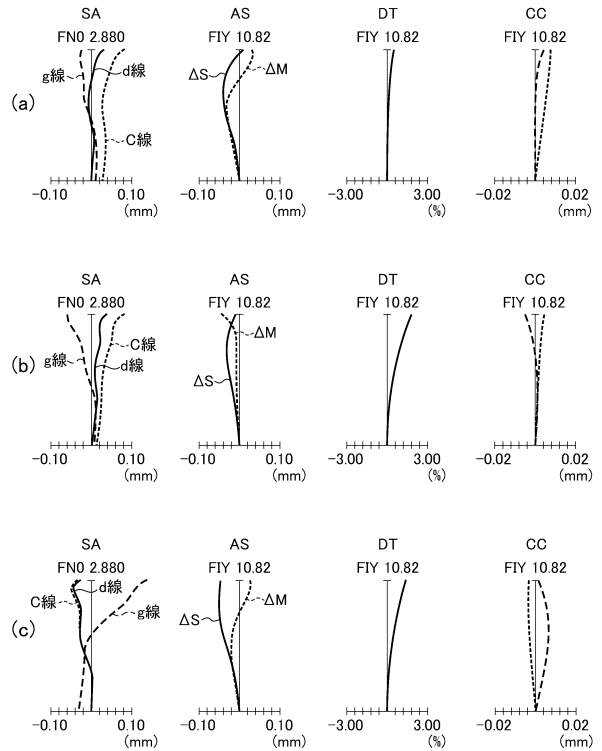 SA AS DT CC
FNO 2.880 FIY 10.82 FIY 10.82 FIY 10.82
g線 d線 ΔS ΔM
(a)
C線
-0.10 0.10 -0.10 0.10 -3.00 3.00 -0.02 0.02
(mm) (mm) (%) (mm)
SA AS DT CC
FNO 2.880 FIY 10.82 FIY 10.82 FIY 10.82
C線 ΔM
g線 d線
(b)
ΔS
-0.10 0.10 -0.10 0.10 -3.00 3.00 -0.02 0.02
(mm) (mm) (%) (mm)
SA AS DT CC
FNO 2.880 FIY 10.82 FIY 10.82 FIY 10.82
d線
C線 g線 ΔM
ΔS
(c)
-0.10 0.10 -0.10 0.10 -3.00 3.00 -0.02 0.02
(mm) (mm) (%) (mm)